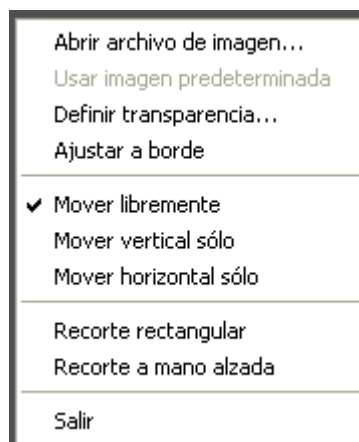 Abrir archivo de imagen...
Usar imagen predeterminada
Definir transparencia...
Ajustar a borde
Mover libremente
Mover vertical sólo
Mover horizontal sólo
Recorte rectangular
Recorte a mano alzada
Salir